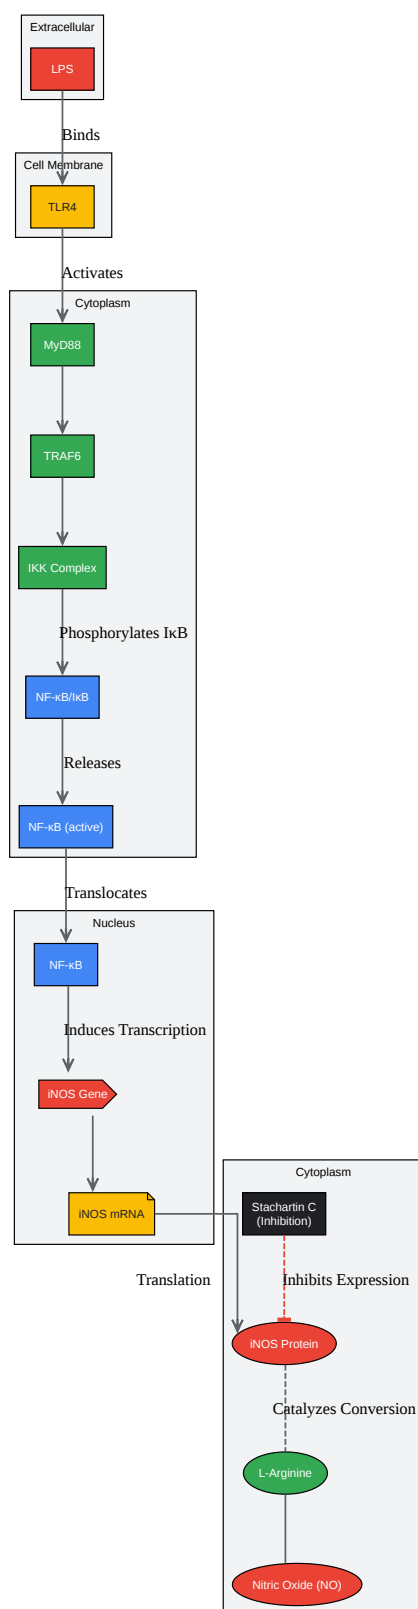 Extracellular
LPS
Binds
Cell Membrane
TLR4
Activates
Cytoplasm
MyD88
TRAF6
IKK Complex
Phosphorylates IκB
NF-κB/IκB
Releases
NF-κB (active)
Translocates
Nucleus
NF-κB
Induces Transcription
iNOS Gene
iNOS mRNA
Cytoplasm
Stachartin C
(Inhibition)
Translation
Inhibits Expression
iNOS Protein
Catalyzes Conversion
L-Arginine
Nitric Oxide (NO)